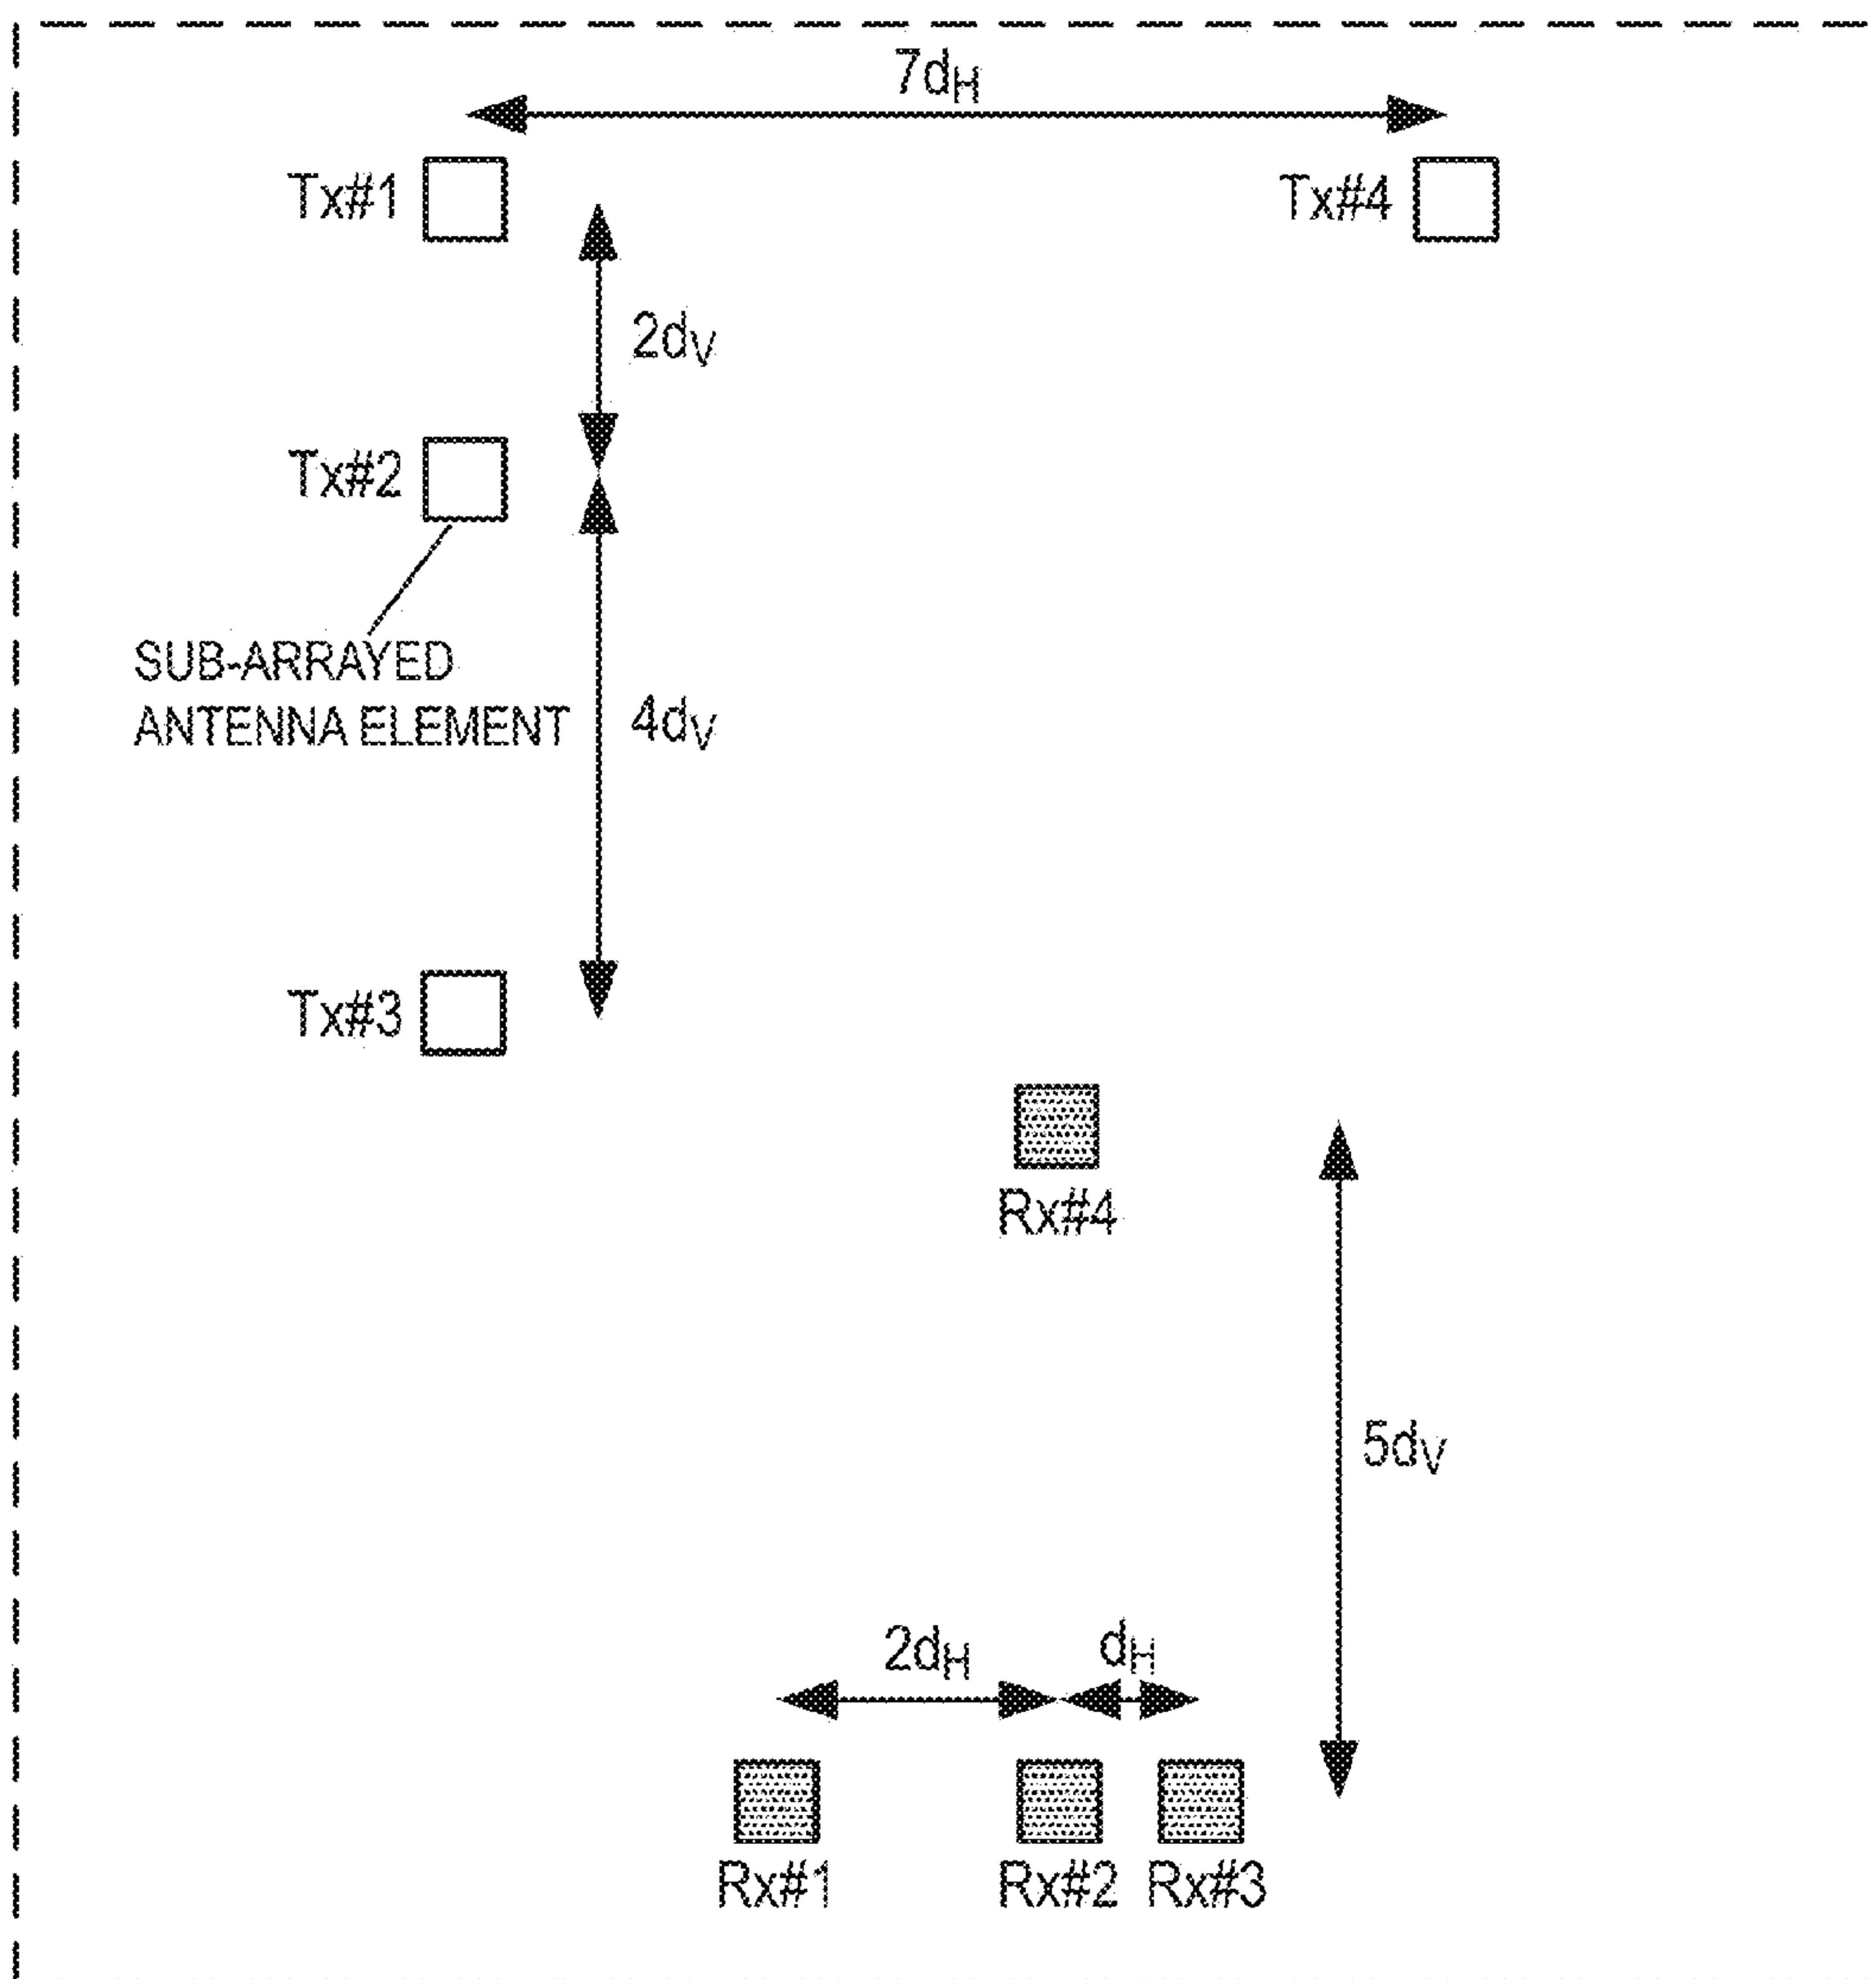 7dH
Tx#1
Tx#4
2dV
Tx#2
SUB-ARRAYED
ANTENNA ELEMENT
4dV
Tx#3
Rx#4
5dV
2dH
dH
Rx#1
Rx#2
Rx#3